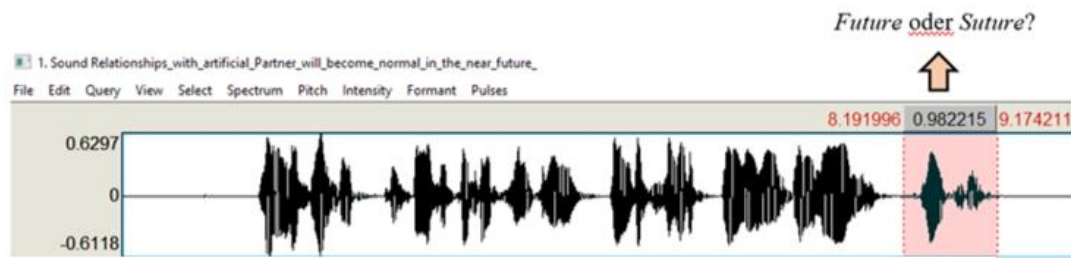 Future oder Suture?
1. Sound Relationships_with_artificial_Partner_will_become_normal_in_the_near_future_
File Edit Query View Select Spectrum Pitch Intensity Formant Pulses
8.191996 0.982215 9.174211
0.6297
0
-0.6118